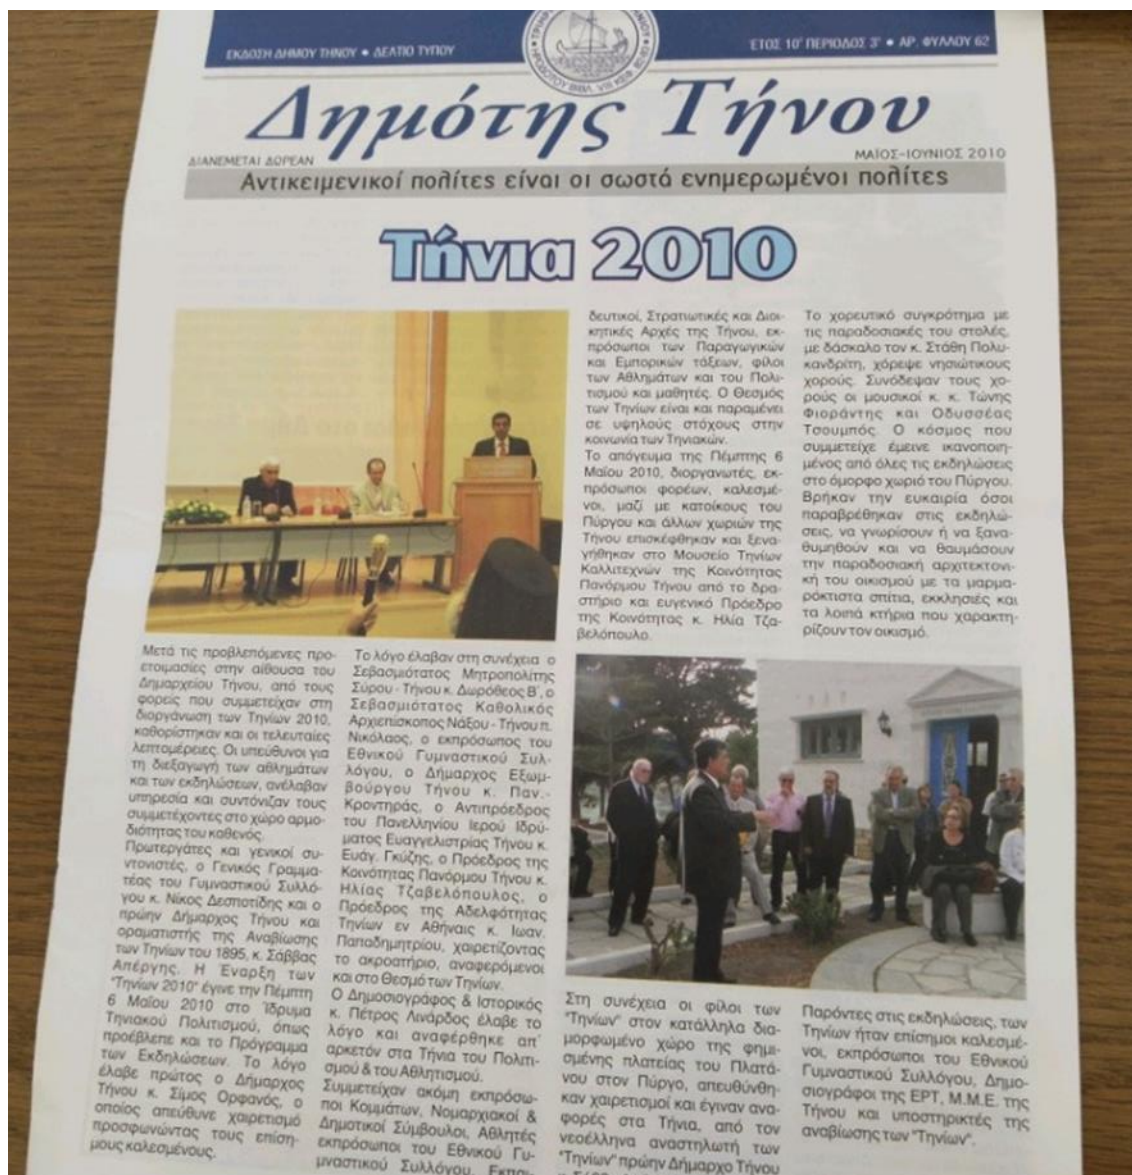 ΕΚΔΟΣΗ ΔΗΜΟΥ ΤΗΝΟΥ • ΔΕΛΤΙΟ ΤΥΠΟΥ
ΕΤΟΣ 10° ΠΕΡΙΟΔΟΣ 3' • ΑΡ. ΦΥΛΛΟΥ 62
ΗΡΟΔΟΤΟΥ ΒΙΒΛ. VIII ΚΕΦ. 82-83
Δημότης Τήνου
ΔΙΑΝΕΜΕΤΑΙ ΔΩΡΕΑΝ
ΜΑΪΟΣ-ΙΟΥΝΙΟΣ 2010
Αντικειμενικοί πολίτες είναι οι σωστά ενημερωμένοι πολίτες
Τήνια 2010
Μετά τις προβλεπόμενες προ-
ετοιμασίες στην αίθουσα του
Δημαρχείου Τήνου, από τους
φορείς που συμμετείχαν στη
διοργάνωση των Τηνίων 2010,
καθορίστηκαν και οι τελευταίες
λεπτομέρειες. Οι υπεύθυνοι για
τη διεξαγωγή των αθλημάτων
και των εκδηλώσεων, ανέλαβαν
υπηρεσία και συντόνιζαν τους
συμμετέχοντες στο χώρο αρμο-
διότητας του καθενός.
Πρωτεργάτες και γενικοί συ-
ντονιστές, ο Γενικός Γραμμα-
τέας του Γυμναστικού Συλλό-
γου κ. Νίκος Δεσποτίδης και ο
πρώην Δήμαρχος Τήνου και
οραματιστής της Αναβίωσης
των Τηνίων του 1895, κ. Σάββας
Απέργης. Η Έναρξη των
"Τηνίων 2010" έγινε την Πέμπτη
6 Μαΐου 2010 στο Ίδρυμα
Τηνιακού Πολιτισμού, όπως
προέβλεπε και το Πρόγραμμα
των Εκδηλώσεων. Το λόγο
έλαβε πρώτος ο Δήμαρχος
Τήνου κ. Σίμος Ορφανός, ο
οποίος απεύθυνε χαιρετισμό
προσφωνώντας τους επίση-
μους καλεσμένους.
Το λόγο έλαβαν στη συνέχεια ο
Σεβασμιότατος Μητροπολίτης
Σύρου - Τήνου κ. Δωρόθεος Β΄, ο
Σεβασμιότατος Καθολικός
Αρχιεπίσκοπος Νάξου - Τήνου π.
Νικόλαος, ο εκπρόσωπος του
Εθνικού Γυμναστικού Συλ-
λόγου, ο Δήμαρχος Εξωμ-
βούργου Τήνου κ. Παν.-
Κροντηράς, ο Αντιπρόεδρος
του Πανελληνίου Ιερού Ιδρύ-
ματος Ευαγγελιστρίας Τήνου κ.
Ευάγ. Γκύζης, ο Πρόεδρος της
Κοινότητας Πανόρμου Τήνου κ.
Ηλίας Τζαβελόπουλος, ο
Πρόεδρος της Αδελφότητας
Τηνίων εν Αθήναις κ. Ιωαν.
Παπαδημητρίου, χαιρετίζοντας
το ακροατήριο, αναφερόμενοι
και στο Θεσμό των Τηνίων.
Ο Δημοσιογράφος & Ιστορικός
κ. Πέτρος Λινάρδος έλαβε το
λόγο και αναφέρθηκε απ΄
αρκετόν στα Τήνια του Πολιτι-
σμού & του Αθλητισμού.
Συμμετείχαν ακόμη εκπρόσω-
ποι Κομμάτων, Νομαρχιακοί &
Δημοτικοί Σύμβουλοι, Αθλητές
εκπρόσωποι του Εθνικού Γυ-
μναστικού Συλλόγου, Εκπαι-
δευτικοί, Στρατιωτικές και Διοι-
κητικές Αρχές της Τήνου, εκ-
πρόσωποι των Παραγωγικών
και Εμπορικών τάξεων, φίλοι
των Αθλημάτων και του Πολι-
τισμού και μαθητές. Ο Θεσμός
των Τηνίων είναι και παραμένει
σε υψηλούς στόχους στην
κοινωνία των Τηνιακών.
Το απόγευμα της Πέμπτης 6
Μαΐου 2010, διοργανωτές, εκ-
πρόσωποι φορέων, καλεσμέ-
νοι, μαζί με κατοίκους του
Πύργου και άλλων χωριών της
Τήνου επισκέφθηκαν και ξενα-
γήθηκαν στο Μουσείο Τηνίων
Καλλιτεχνών της Κοινότητας
Πανόρμου Τήνου από το δρα-
στήριο και ευγενικό Πρόεδρο
της Κοινότητας κ. Ηλία Τζα-
βελόπουλο.
Το χορευτικό συγκρότημα με
τις παραδοσιακές του στολές,
με δάσκαλο τον κ. Στάθη Πολυ-
κανδρίτη, χόρεψε νησιώτικους
χορούς. Συνόδεψαν τους χο-
ρούς οι μουσικοί κ. κ. Τώνης
Φιοράντης και Οδυσσέας
Τσουμπός. Ο κόσμος που
συμμετείχε έμεινε ικανοποιη-
μένος από όλες τις εκδηλώσεις
στο όμορφο χωριό του Πύργου.
Βρήκαν την ευκαιρία όσοι
παραβρέθηκαν στις εκδηλώ-
σεις, να γνωρίσουν ή να ξανα-
θυμηθούν και να θαυμάσουν
την παραδοσιακή αρχιτεκτονι-
κή του οικισμού με τα μαρμα-
ρόκτιστα σπίτια, εκκλησιές και
τα λοιπά κτήρια που χαρακτη-
ρίζουν τον οικισμό.
Στη συνέχεια οι φίλοι των
"Τηνίων" στον κατάλληλα δια-
μορφωμένο χώρο της φημι-
σμένης πλατείας του Πλατά-
νου στον Πύργο, απευθύνθη-
καν χαιρετισμοί και έγιναν ανα-
φορές στα Τήνια, από τον
νεοέλληνα αναστηλωτή των
"Τηνίων" πρώην Δήμαρχο Τήνου
Παρόντες στις εκδηλώσεις, των
Τηνίων ήταν επίσημοι καλεσμέ-
νοι, εκπρόσωποι του Εθνικού
Γυμναστικού Συλλόγου, Δημο-
σιογράφοι της ΕΡΤ, Μ.Μ.Ε. της
Τήνου και υποστηρικτές της
αναβίωσης των "Τηνίων".